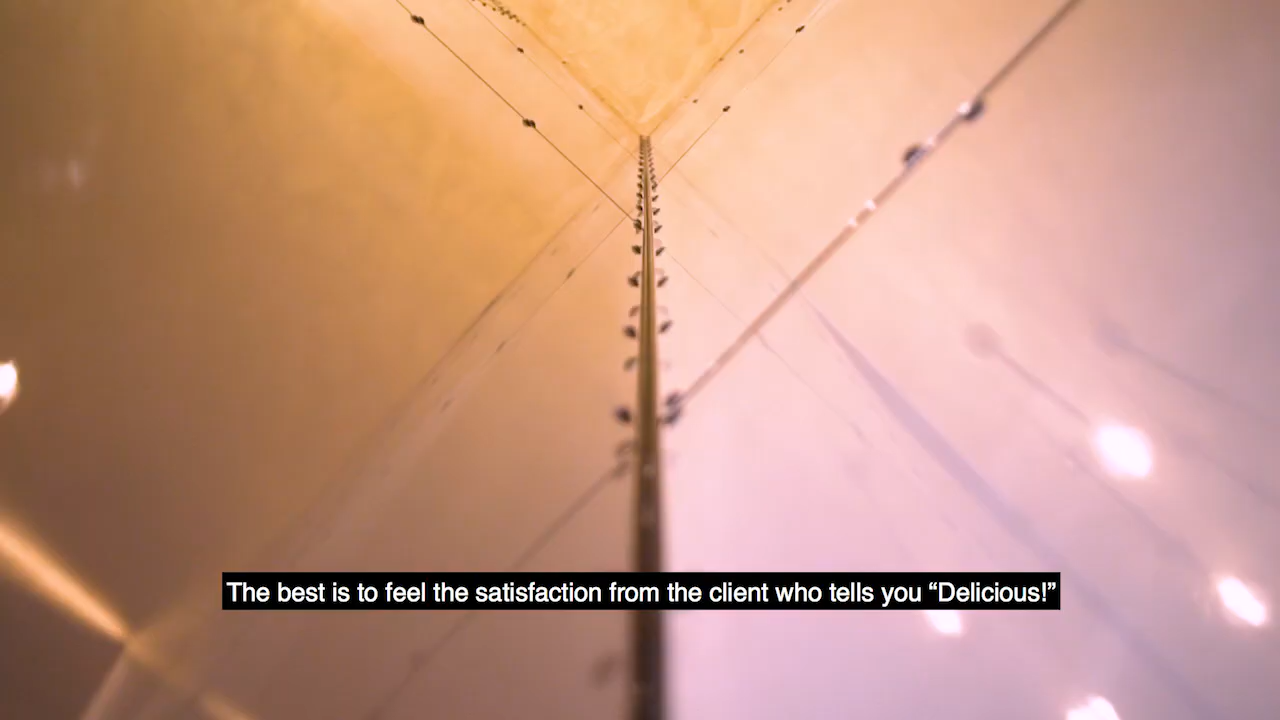 The best is to feel the satisfaction from the client who tells you “Delicious!”